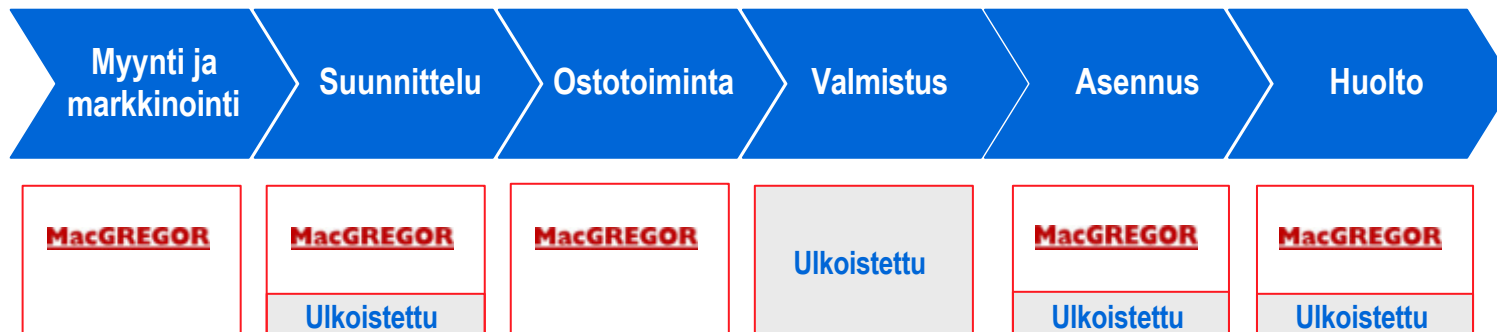 Myynti ja
markkinointi
Suunnittelu
Ostotoiminta
Valmistus
Asennus
Huolto
MacGREGOR
MacGREGOR
Ulkoistettu
MacGREGOR
Ulkoistettu
MacGREGOR
Ulkoistettu
MacGREGOR
Ulkoistettu